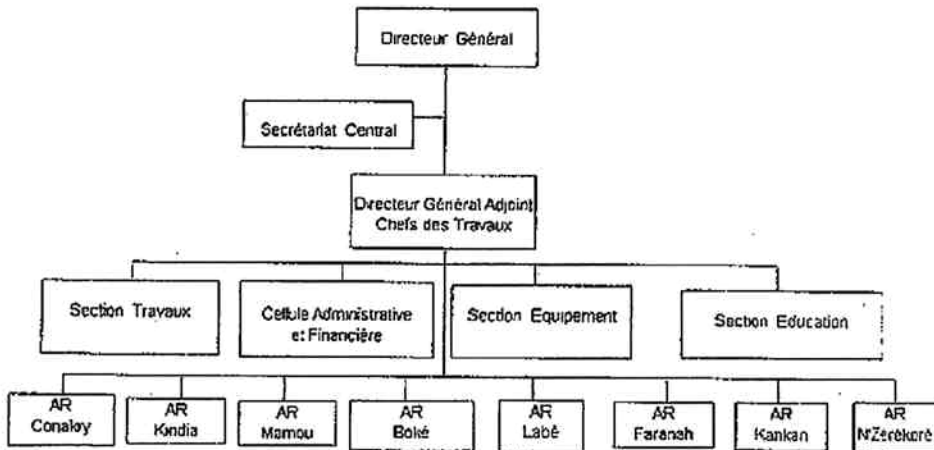 Directeur Général
Secrétariat Central
Directeur Général Adjoint
Chefs des Travaux
Section Travaux
Cellule Administrative
et Financière
Section Equipement
Section Education
AR
Conakry
AR
Kindia
AR
Mamou
AR
Boké
AR
Labé
AR
Faranah
AR
Kankan
AR
N'Zérékoré